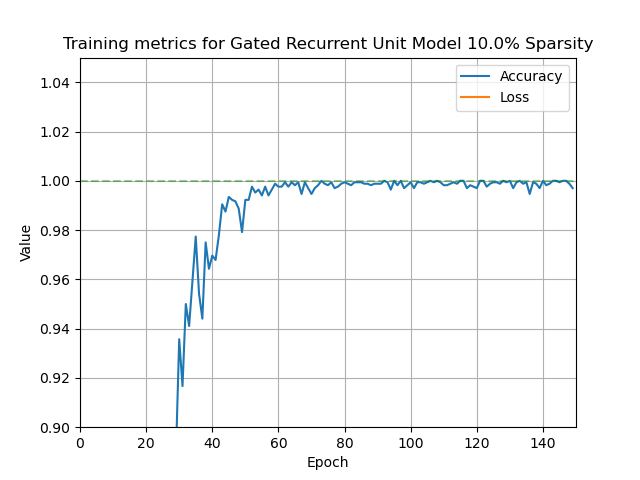 Training metrics for Gated Recurrent Unit Model 10.0% Sparsity
Accuracy
Loss
1.04
1.02
1.00
0.98
0.96
0.94
0.92
0.90
Value
0 20 40 60 80 100 120 140
Epoch